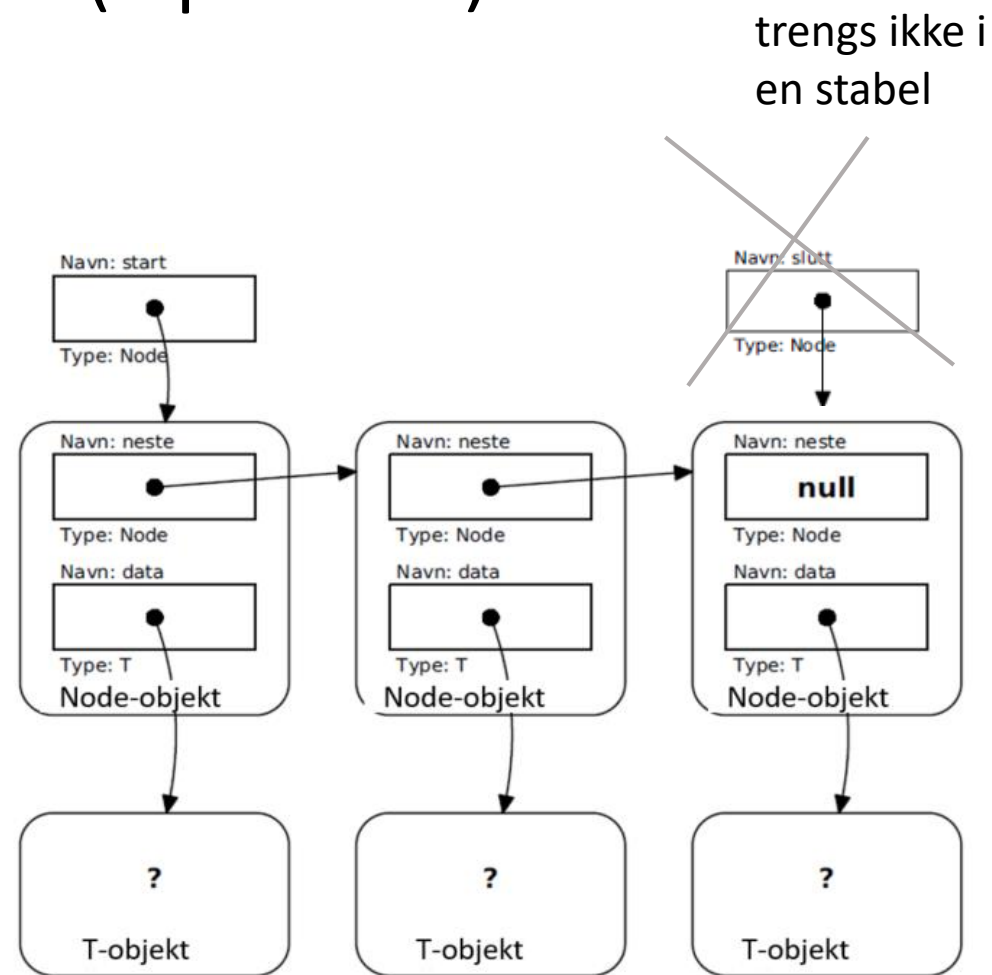 trengs ikke i
en stabel
Navn: start
Type: Node
Navn: slutt
Type: Node
Navn: neste
Type: Node
Navn: data
Type: T
Node-objekt
Navn: neste
Type: Node
Navn: data
Type: T
Node-objekt
Navn: neste
null
Type: Node
Navn: data
Type: T
Node-objekt
?
T-objekt
?
T-objekt
?
T-objekt